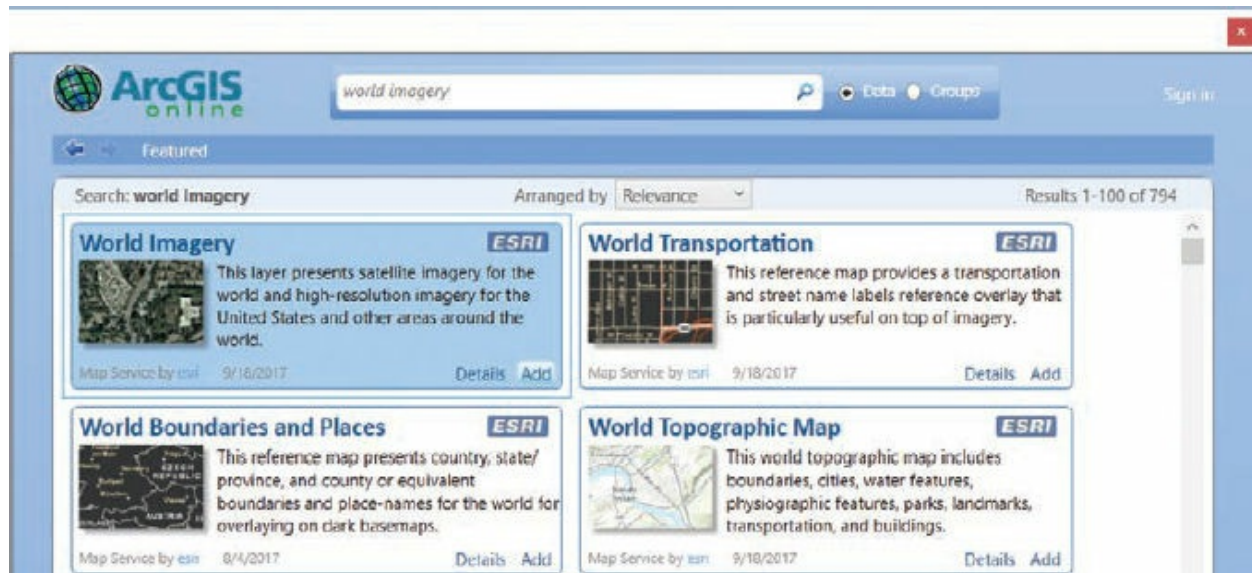 x
ArcGIS
online
world imagery
Data Groups
Sign in
Featured
Search: world Imagery
Arranged by Relevance
Results 1-100 of 794
World Imagery
ESRI
This layer presents satellite imagery for the
world and high-resolution imagery for the
United States and other areas around the
world.
Map Service by esri 9/18/2017
Details Add
World Transportation
ESRI
This reference map provides a transportation
and street name labels reference overlay that
is particularly useful on top of imagery.
Map Service by esri 9/18/2017
Details Add
World Boundaries and Places
ESRI
This reference map presents country, state/
province, and county or equivalent
boundaries and place-names for the world for
overlaying on dark basemaps.
Map Service by esri 8/4/2017
Details Add
World Topographic Map
ESRI
This world topographic map includes
boundaries, cities, water features,
physiographic features, parks, landmarks,
transportation, and buildings.
Map Service by esri 9/18/2017
Details Add